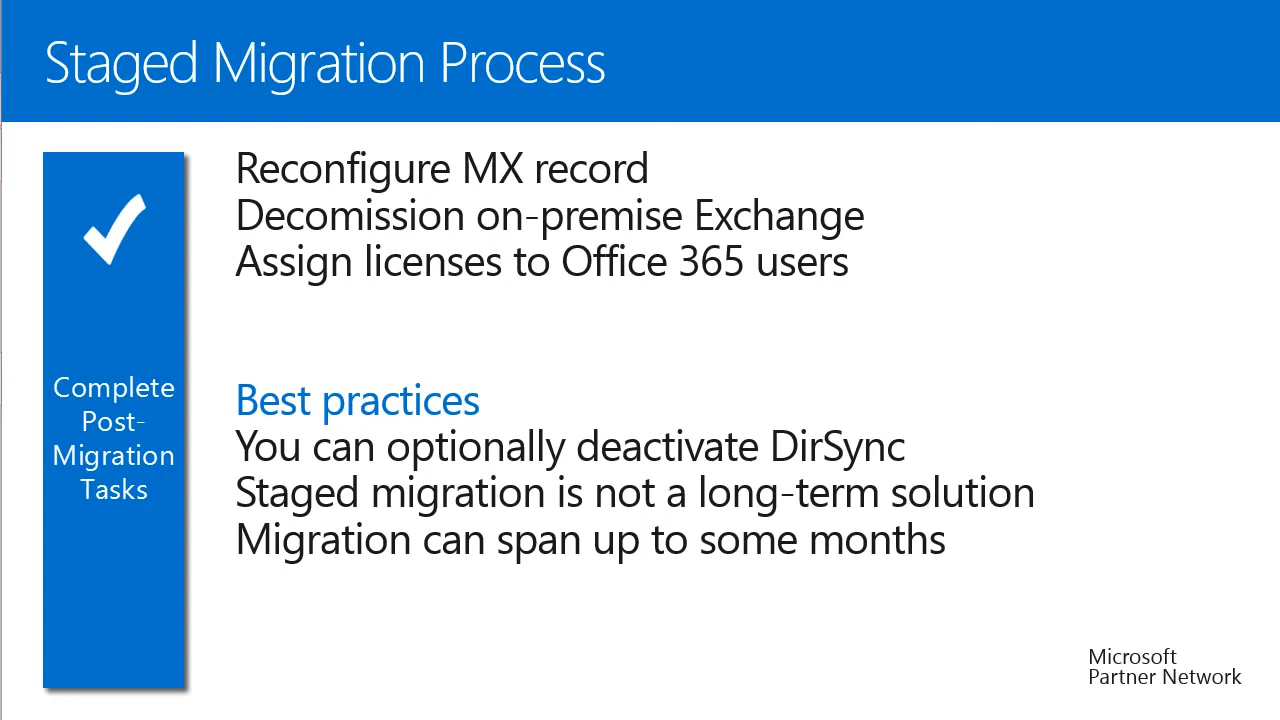 Staged Migration Process
Reconfigure MX record
Decomission on-premise Exchange
Assign licenses to Office 365 users
Complete
Post-
Migration
Tasks
Best practices
You can optionally deactivate DirSync
Staged migration is not a long-term solution
Migration can span up to some months
Microsoft
Partner Network